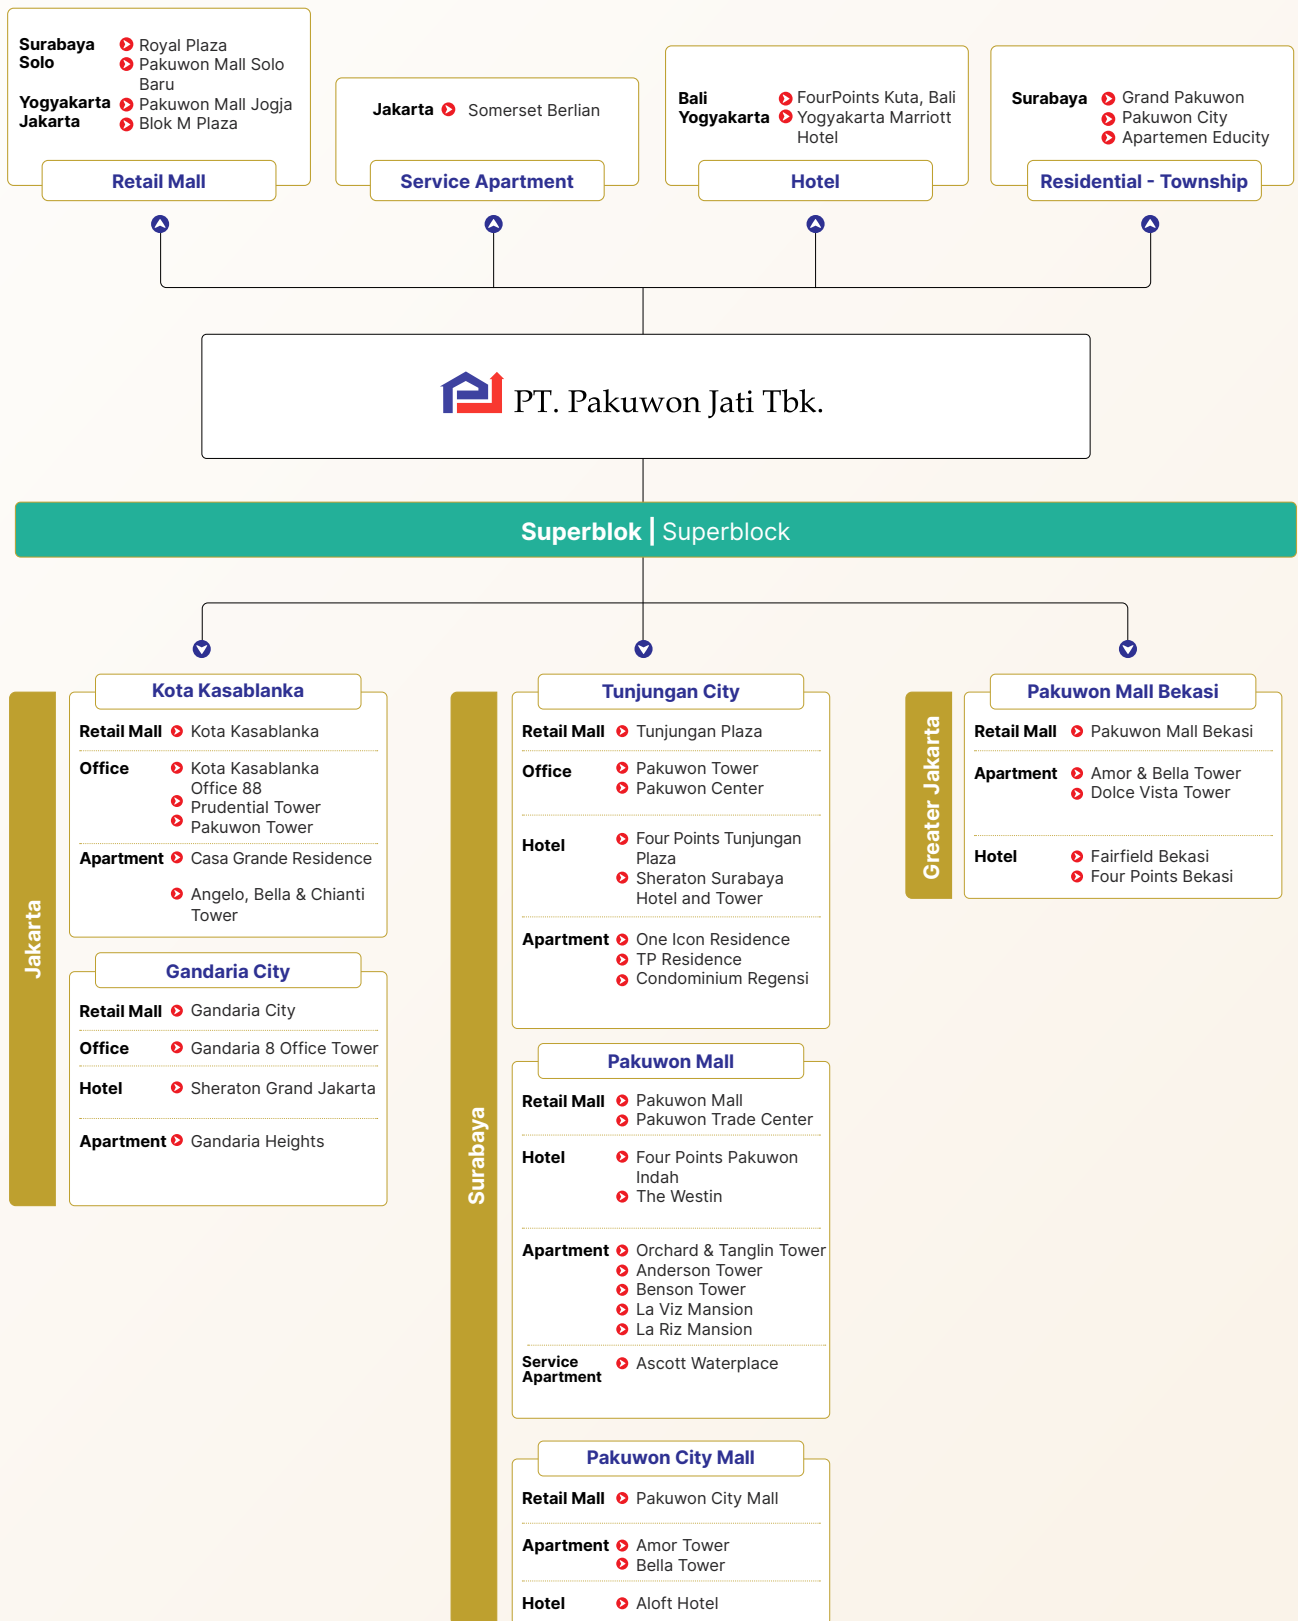 Surabaya Royal Plaza
Solo Pakuwon Mall Solo
Baru
Yogyakarta Pakuwon Mall Jogja
Jakarta Blok M Plaza
Retail Mall
Jakarta Somerset Berlian
Service Apartment
Bali FourPoints Kuta, Bali
Yogyakarta Yogyakarta Marriott
Hotel
Hotel
Surabaya Grand Pakuwon
Pakuwon City
Apartemen Educity
Residential - Township
PT. Pakuwon Jati Tbk.
Superblok | Superblock
Jakarta
Kota Kasablanka
Retail Mall Kota Kasablanka
Office Kota Kasablanka
Office 88
Prudential Tower
Pakuwon Tower
Apartment Casa Grande Residence
Angelo, Bella & Chianti
Tower
Gandaria City
Retail Mall Gandaria City
Office Gandaria 8 Office Tower
Hotel Sheraton Grand Jakarta
Apartment Gandaria Heights
Surabaya
Tunjungan City
Retail Mall Tunjungan Plaza
Office Pakuwon Tower
Pakuwon Center
Hotel Four Points Tunjungan
Plaza
Sheraton Surabaya
Hotel and Tower
Apartment One Icon Residence
TP Residence
Condominium Regensi
Pakuwon Mall
Retail Mall Pakuwon Mall
Pakuwon Trade Center
Hotel Four Points Pakuwon
Indah
The Westin
Apartment Orchard & Tanglin Tower
Anderson Tower
Benson Tower
La Viz Mansion
La Riz Mansion
Service Ascott Waterplace
Apartment
Pakuwon City Mall
Retail Mall Pakuwon City Mall
Apartment Amor Tower
Bella Tower
Hotel Aloft Hotel
Greater Jakarta
Pakuwon Mall Bekasi
Retail Mall Pakuwon Mall Bekasi
Apartment Amor & Bella Tower
Dolce Vista Tower
Hotel Fairfield Bekasi
Four Points Bekasi